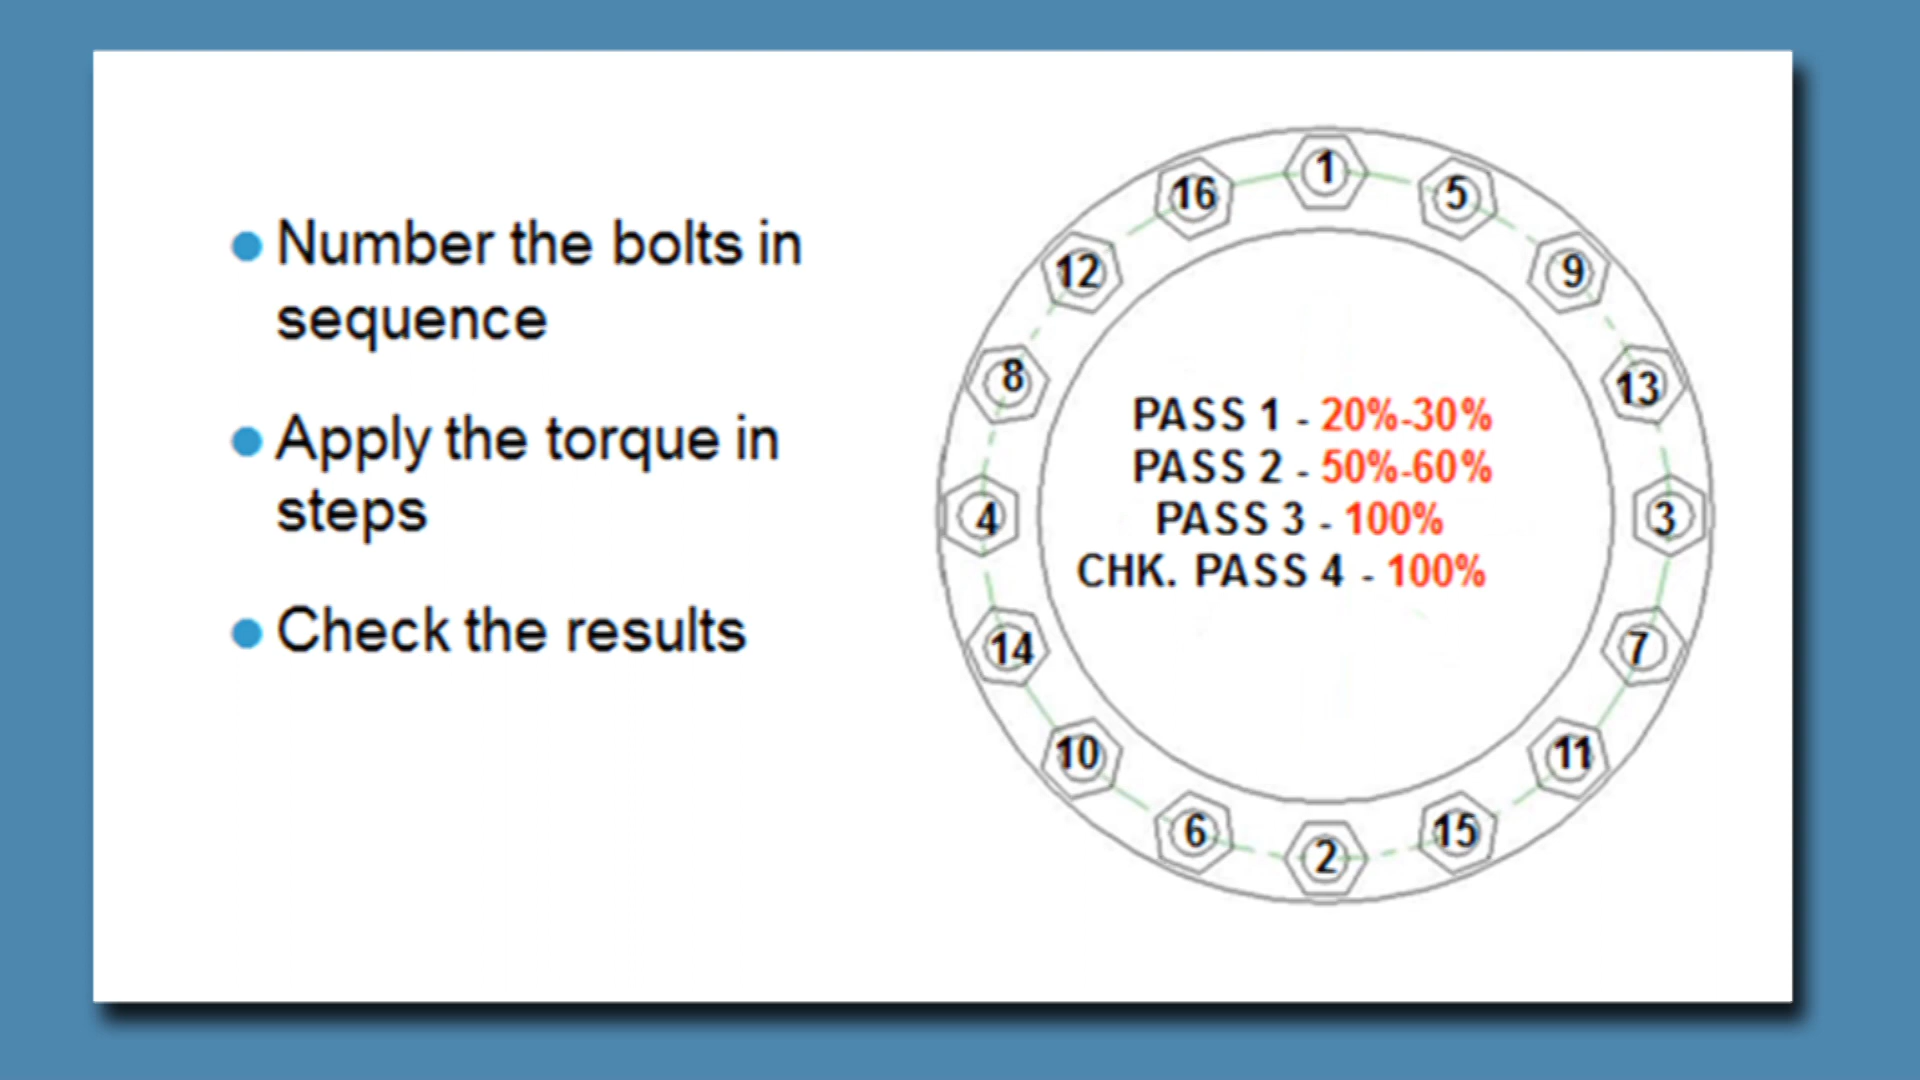 Number the bolts in
sequence
Apply the torque in
steps
Check the results
1
5
9
13
3
7
11
15
2
6
10
14
4
8
12
16
PASS 1 - 20%-30%
PASS 2 - 50%-60%
PASS 3 - 100%
CHK. PASS 4 - 100%